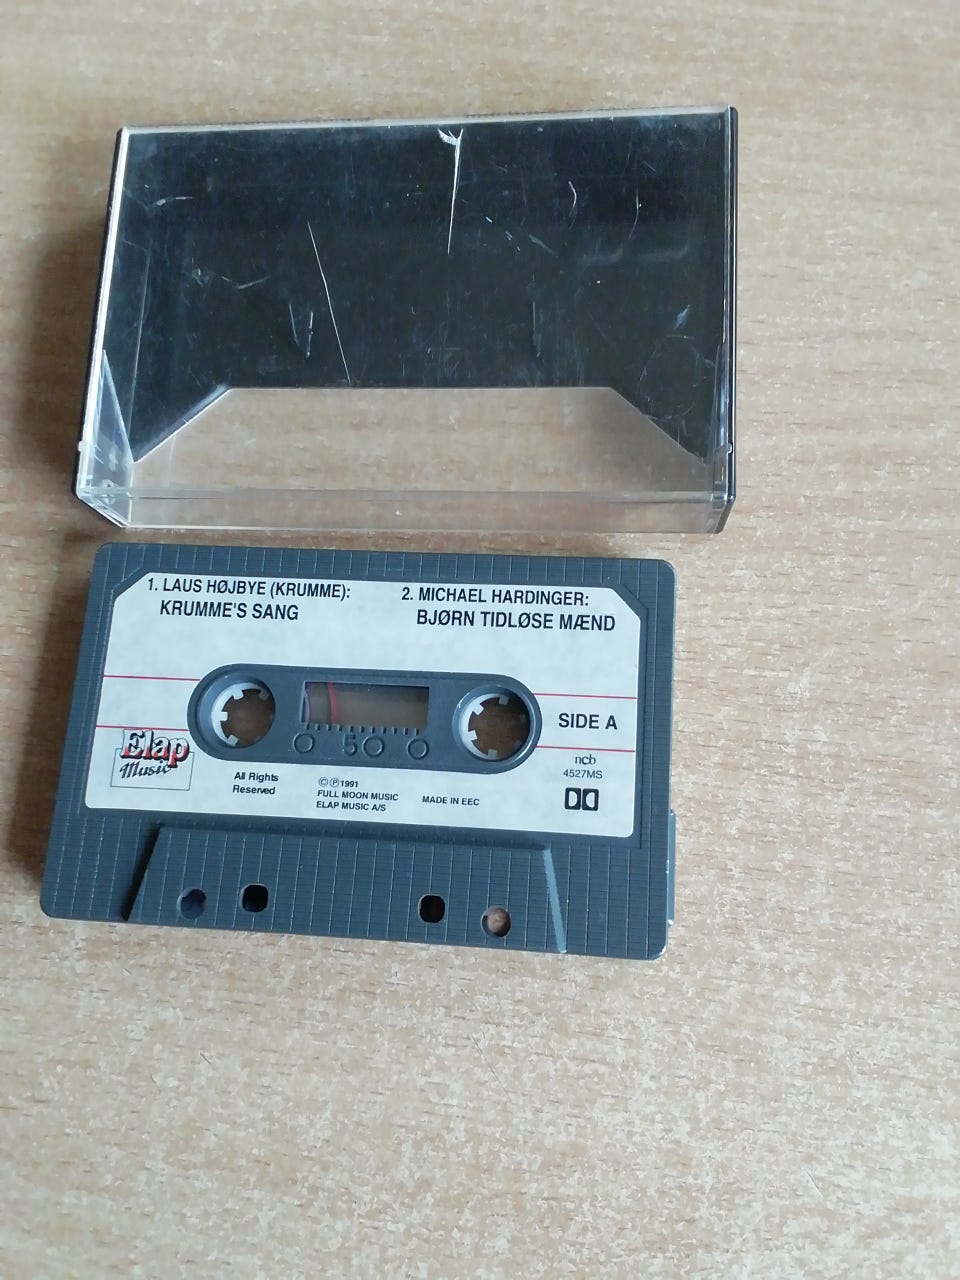 1. LAUS HØJBYE (KRUMME):
KRUMME'S SANG
2. MICHAEL HARDINGER:
BJØRN TIDLØSE MÆND
SIDE A
Elap
Music
All Rights
Reserved
©℗1991
FULL MOON MUSIC
ELAP MUSIC A/S
MADE IN EEC
ncb
4527MS
50